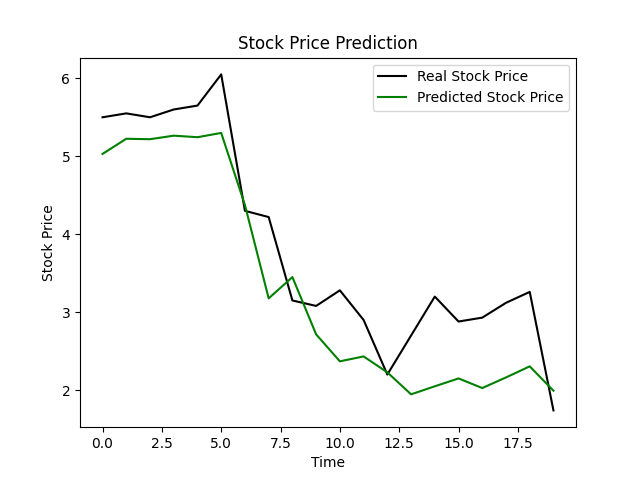 Stock Price Prediction
Real Stock Price
Predicted Stock Price
Stock Price
6
5
4
3
2
0.0 2.5 5.0 7.5 10.0 12.5 15.0 17.5
Time